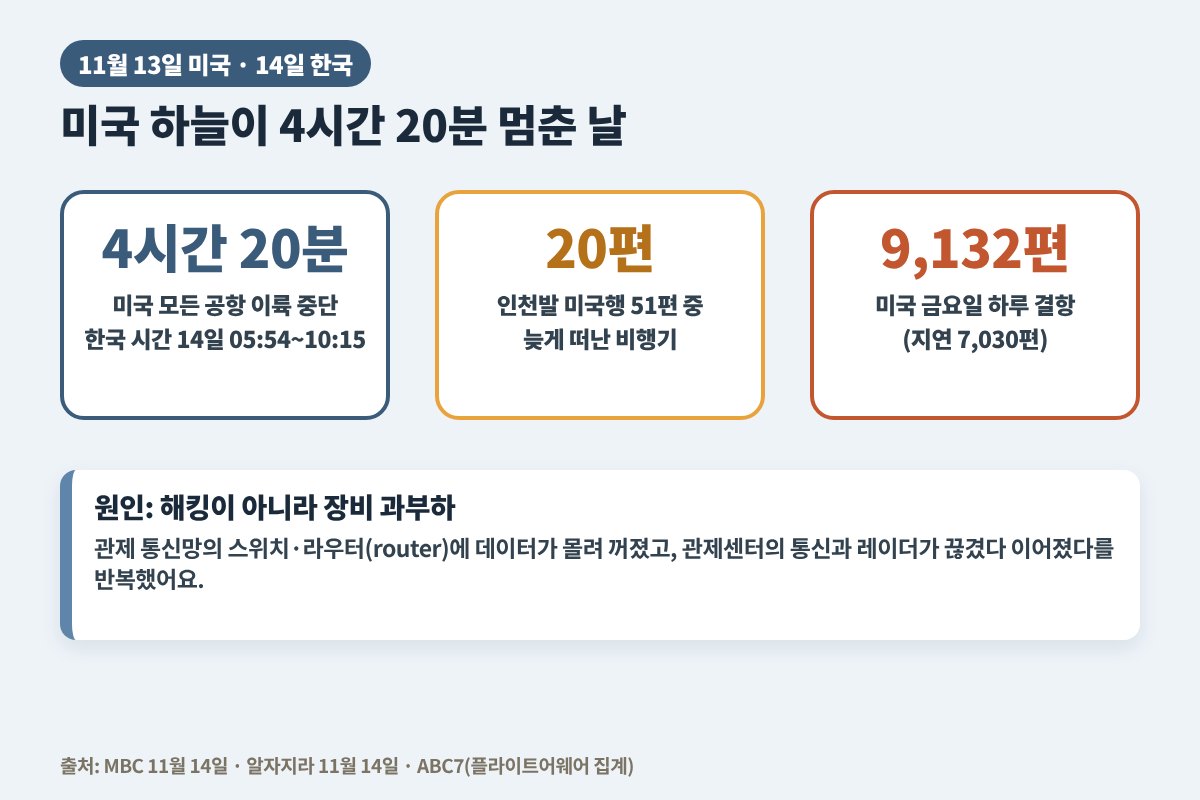 11월 13일 미국 · 14일 한국
미국 하늘이 4시간 20분 멈춘 날
4시간 20분
미국 모든 공항 이륙 중단
한국 시간 14일 05:54~10:15
20편
인천발 미국행 51편 중
늦게 떠난 비행기
9,132편
미국 금요일 하루 결항
(지연 7,030편)
원인: 해킹이 아니라 장비 과부하
관제 통신망의 스위치·라우터(router)에 데이터가 몰려 꺼졌고, 관제센터의 통신과 레이더가 끊겼다 이어졌다를
반복했어요.
출처: MBC 11월 14일 · 알자지라 11월 14일 · ABC7(플라이트어웨어 집계)